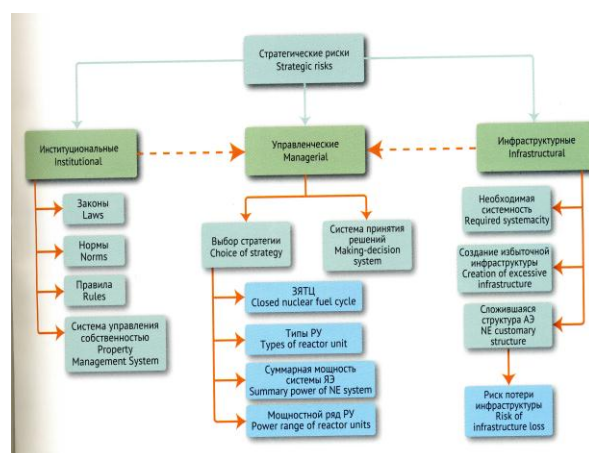 Стратегические риски
Strategic risks
Институциональные
Institutional
Управленческие
Managerial
Инфраструктурные
Infrastructural
Законы
Laws
Нормы
Norms
Правила
Rules
Система управления
собственностью
Property
Management System
Выбор стратегии
Choice of strategy
Система принятия
решений
Making-decision
system
ЗЯТЦ
Closed nuclear fuel cycle
Типы РУ
Types of reactor unit
Суммарная мощность
системы ЯЭ
Summary power of NE system
Мощностной ряд РУ
Power range of reactor units
Необходимая
системность
Required systemacity
Создание избыточной
инфраструктуры
Creation of excessive
infrastructure
Сложившаяся
структура АЭ
NE customary
structure
Риск потери
инфраструктуры
Risk of
infrastructure loss